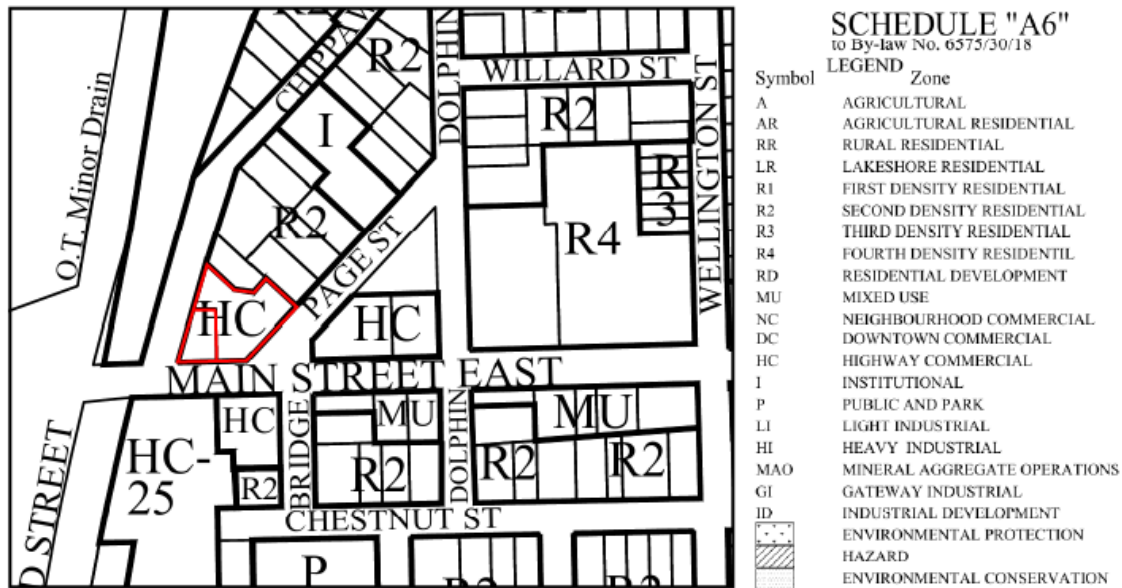 R2
R2
DOLPHIN
R2
CHIPPAW
WILLARD ST
WELLINGTON ST
R2
I
O.T. Minor Drain
R3
R2
R4
PAGE ST
HC
HC
MAIN STREET EAST
HC
BRIDGE
MU
DOLPHIN
MU
HC-25
R2
R2
R2
R2
CHESTNUT ST
D STREET
P
R2
R2
SCHEDULE "A6"
to By-law No. 6575/30/18
LEGEND
Symbol Zone
A AGRICULTURAL
AR AGRICULTURAL RESIDENTIAL
RR RURAL RESIDENTIAL
LR LAKESHORE RESIDENTIAL
R1 FIRST DENSITY RESIDENTIAL
R2 SECOND DENSITY RESIDENTIAL
R3 THIRD DENSITY RESIDENTIAL
R4 FOURTH DENSITY RESIDENTIL
RD RESIDENTIAL DEVELOPMENT
MU MIXED USE
NC NEIGHBOURHOOD COMMERCIAL
DC DOWNTOWN COMMERCIAL
HC HIGHWAY COMMERCIAL
I INSTITUTIONAL
P PUBLIC AND PARK
LI LIGHT INDUSTRIAL
HI HEAVY INDUSTRIAL
MAO MINERAL AGGREGATE OPERATIONS
GI GATEWAY INDUSTRIAL
ID INDUSTRIAL DEVELOPMENT
ENVIRONMENTAL PROTECTION
HAZARD
ENVIRONMENTAL CONSERVATION